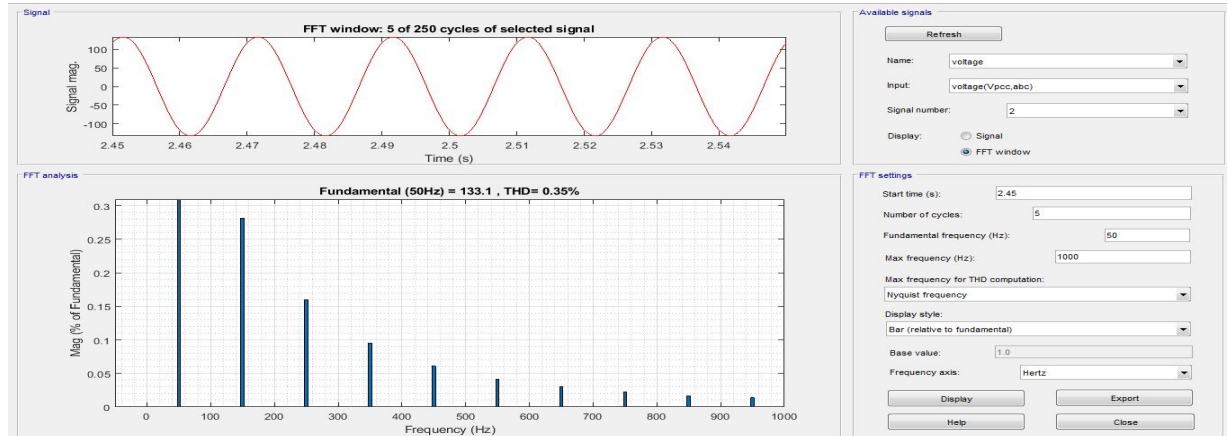 Signal
FFT window: 5 of 250 cycles of selected signal
100
50
0
-50
-100
Signal mag.
2.45 2.46 2.47 2.48 2.49 2.5 2.51 2.52 2.53 2.54
Time (s)
FFT analysis
Fundamental (50Hz) = 133.1 , THD= 0.35%
0.3
0.25
0.2
0.15
0.1
0.05
0
Mag (% of Fundamental)
0 100 200 300 400 500 600 700 800 900 1000
Frequency (Hz)
Available signals
Refresh
Name: voltage
Input: voltage(Vpcc,abc)
Signal number: 2
Display: Signal
FFT window
FFT settings
Start time (s): 2.45
Number of cycles: 5
Fundamental frequency (Hz): 50
Max frequency (Hz): 1000
Max frequency for THD computation:
Nyquist frequency
Display style:
Bar (relative to fundamental)
Base value: 1.0
Frequency axis: Hertz
Display Export
Help Close